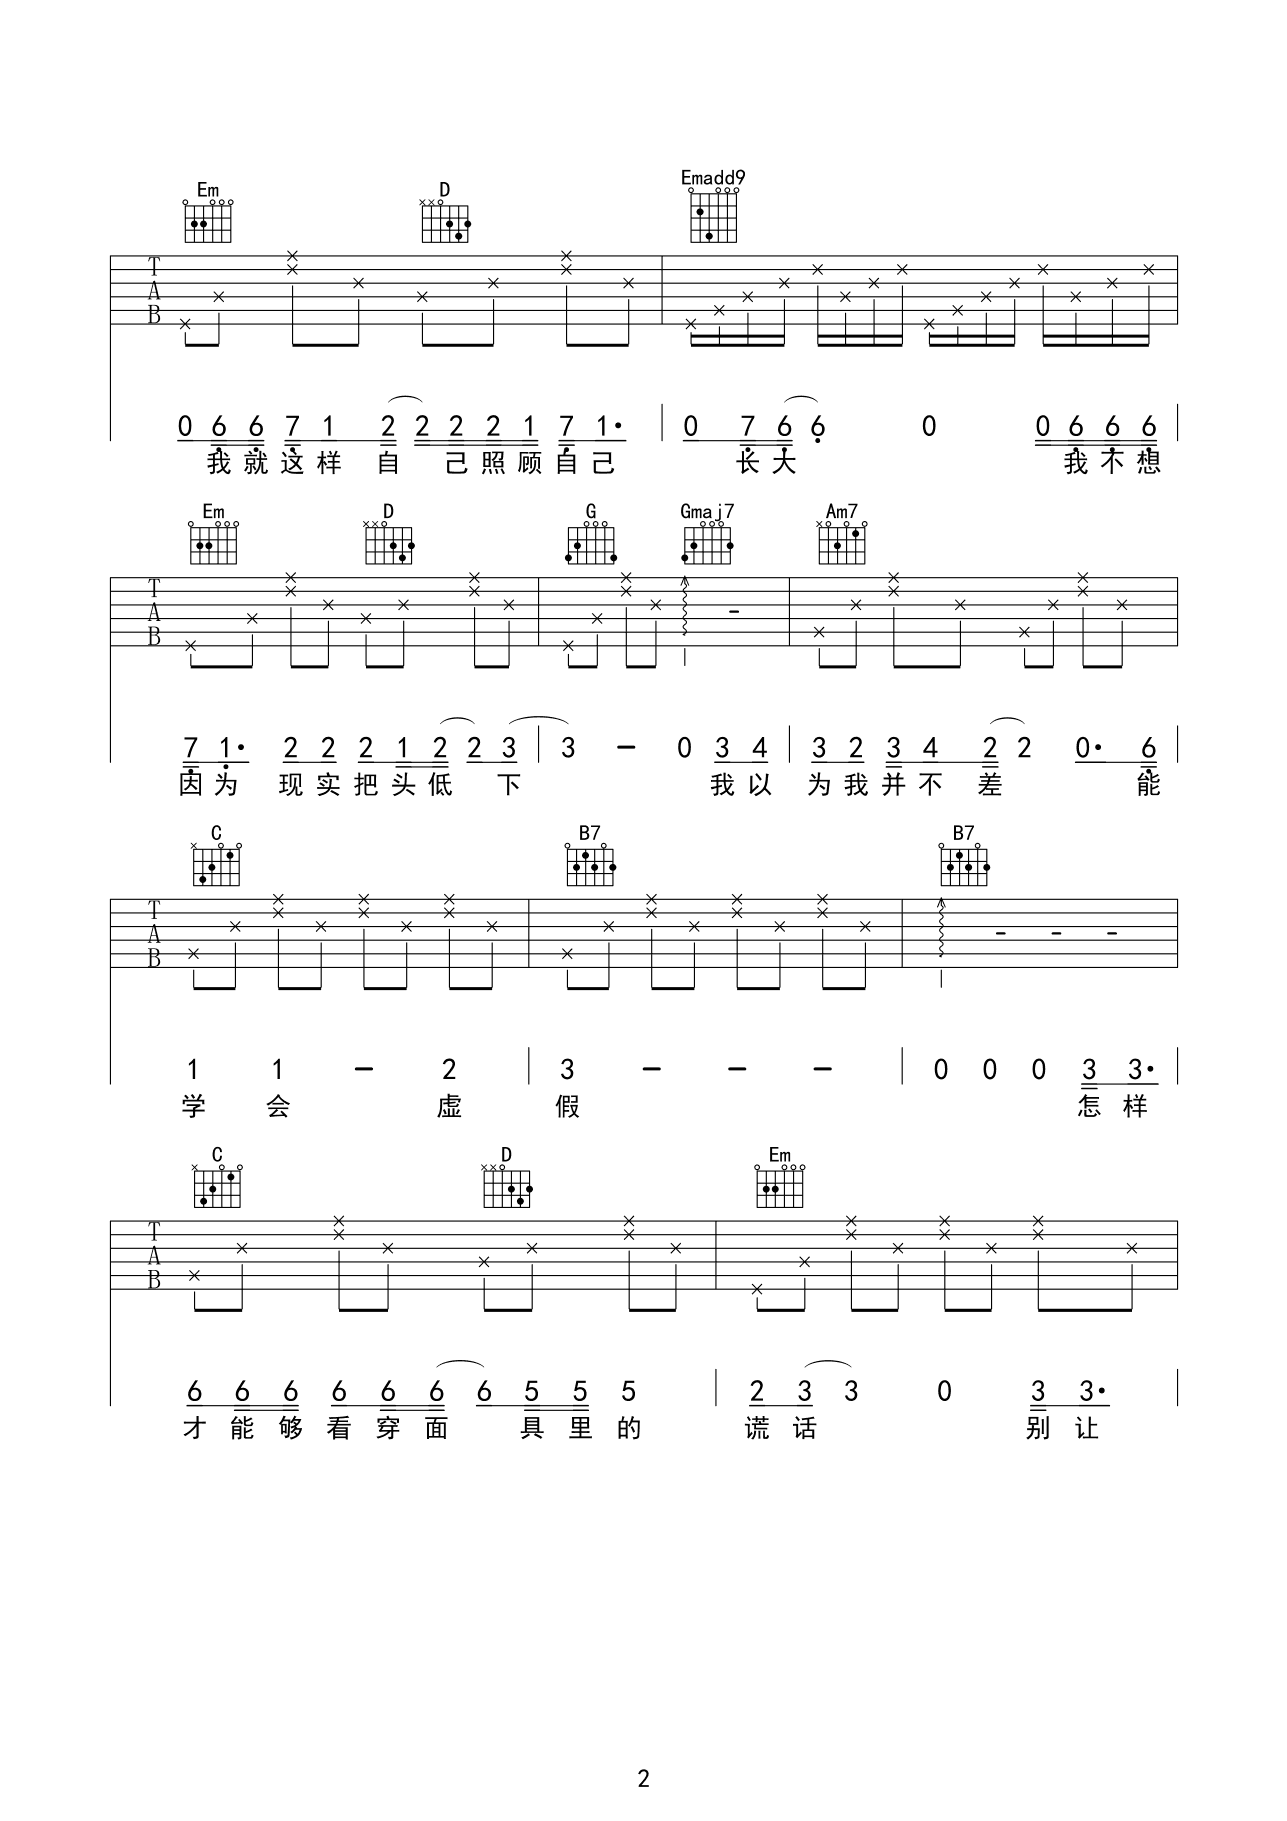 Em D Emadd9
T
A
B
0 6 6 7 1 2 2 2 2 1 7 1· 0 7 6 6 0 0 6 6 6
我就这样自己照顾自己 长大 我不想
Em D G Gmaj7 Am7
T
A
B
7 1· 2 2 2 1 2 2 3 3 - 0 3 4 3 2 3 4 2 2 0· 6
因为现实把头低下 我以为我并不差 能
C B7 B7
T
A
B
1 1 - 2 3 - - - 0 0 0 3 3·
学会虚假 怎样
C D Em
T
A
B
6 6 6 6 6 6 6 5 5 5 2 3 3 0 3 3·
才能够看穿面具里的谎话 别让
2